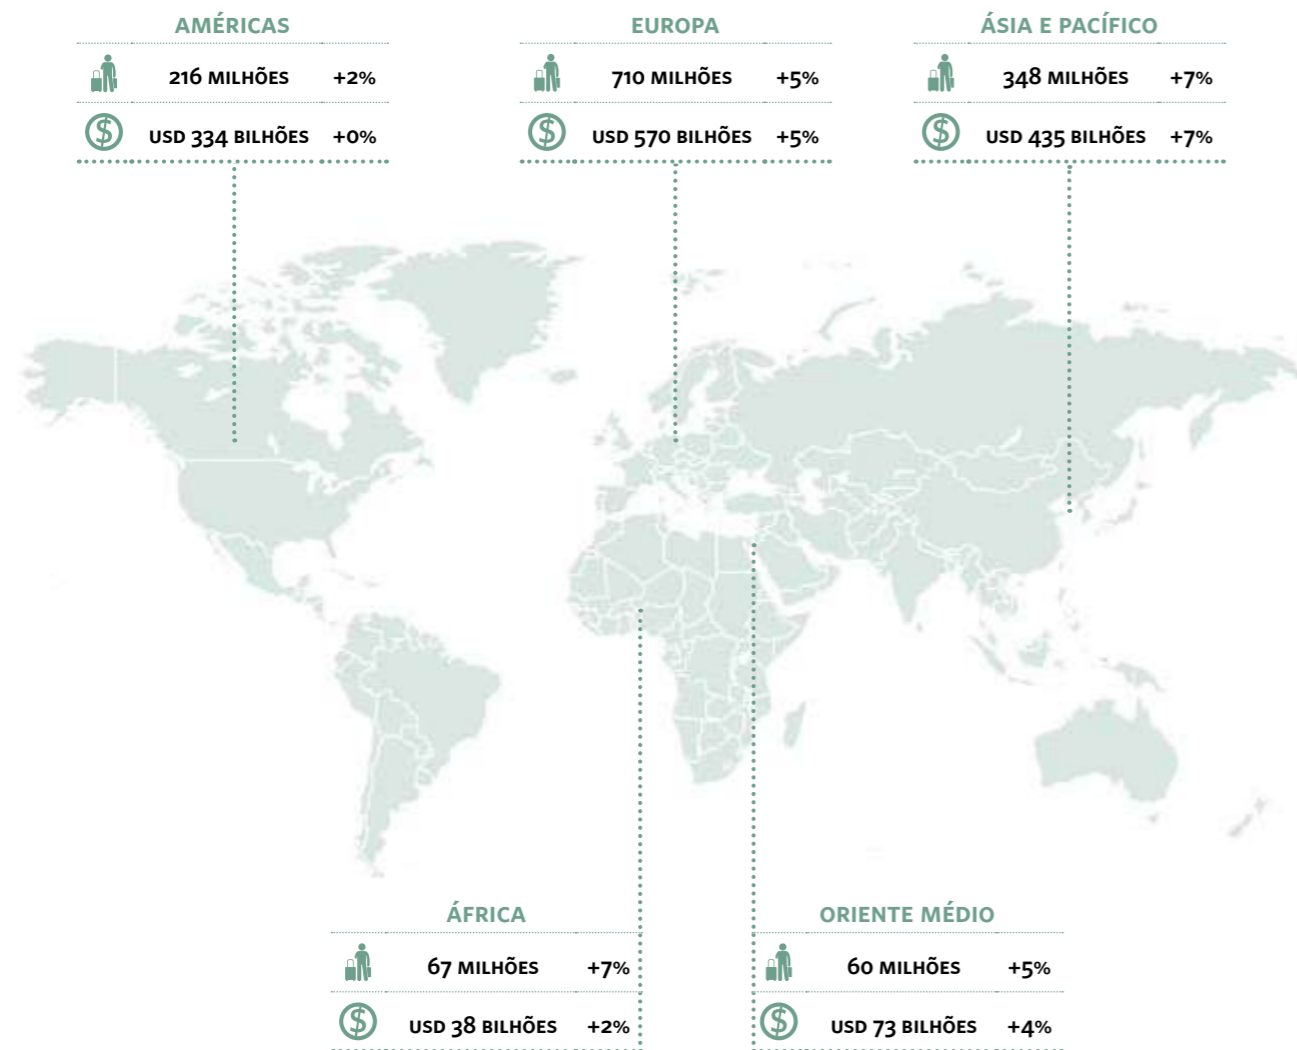 AMÉRICAS
216 MILHÕES +2%
$ USD 334 BILHÕES +0%
EUROPA
710 MILHÕES +5%
$ USD 570 BILHÕES +5%
ÁSIA E PACÍFICO
348 MILHÕES +7%
$ USD 435 BILHÕES +7%
ÁFRICA
67 MILHÕES +7%
$ USD 38 BILHÕES +2%
ORIENTE MÉDIO
60 MILHÕES +5%
$ USD 73 BILHÕES +4%